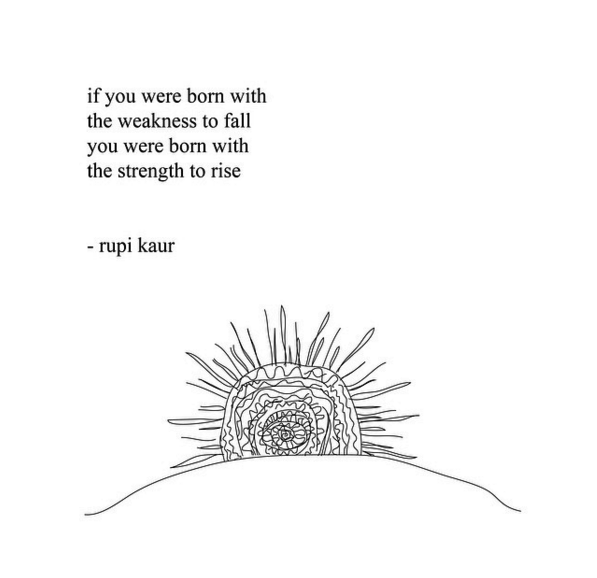 if you were born with
the weakness to fall
you were born with
the strength to rise
- rupi kaur